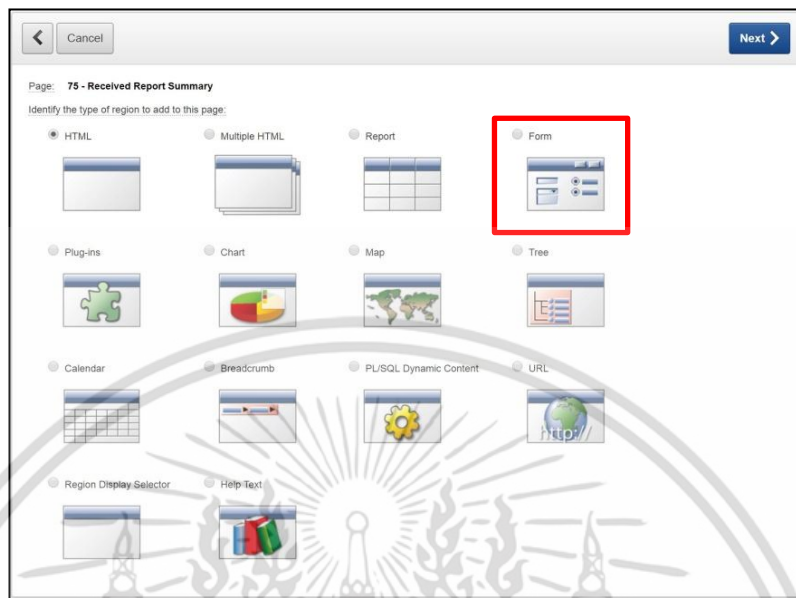 Cancel
Next
Page: 75 - Received Report Summary
Identify the type of region to add to this page:
HTML
Multiple HTML
Report
Form
Plug-ins
Chart
Map
Tree
Calendar
Breadcrumb
PL/SQL Dynamic Content
URL
http://
Region Display Selector
Help Text